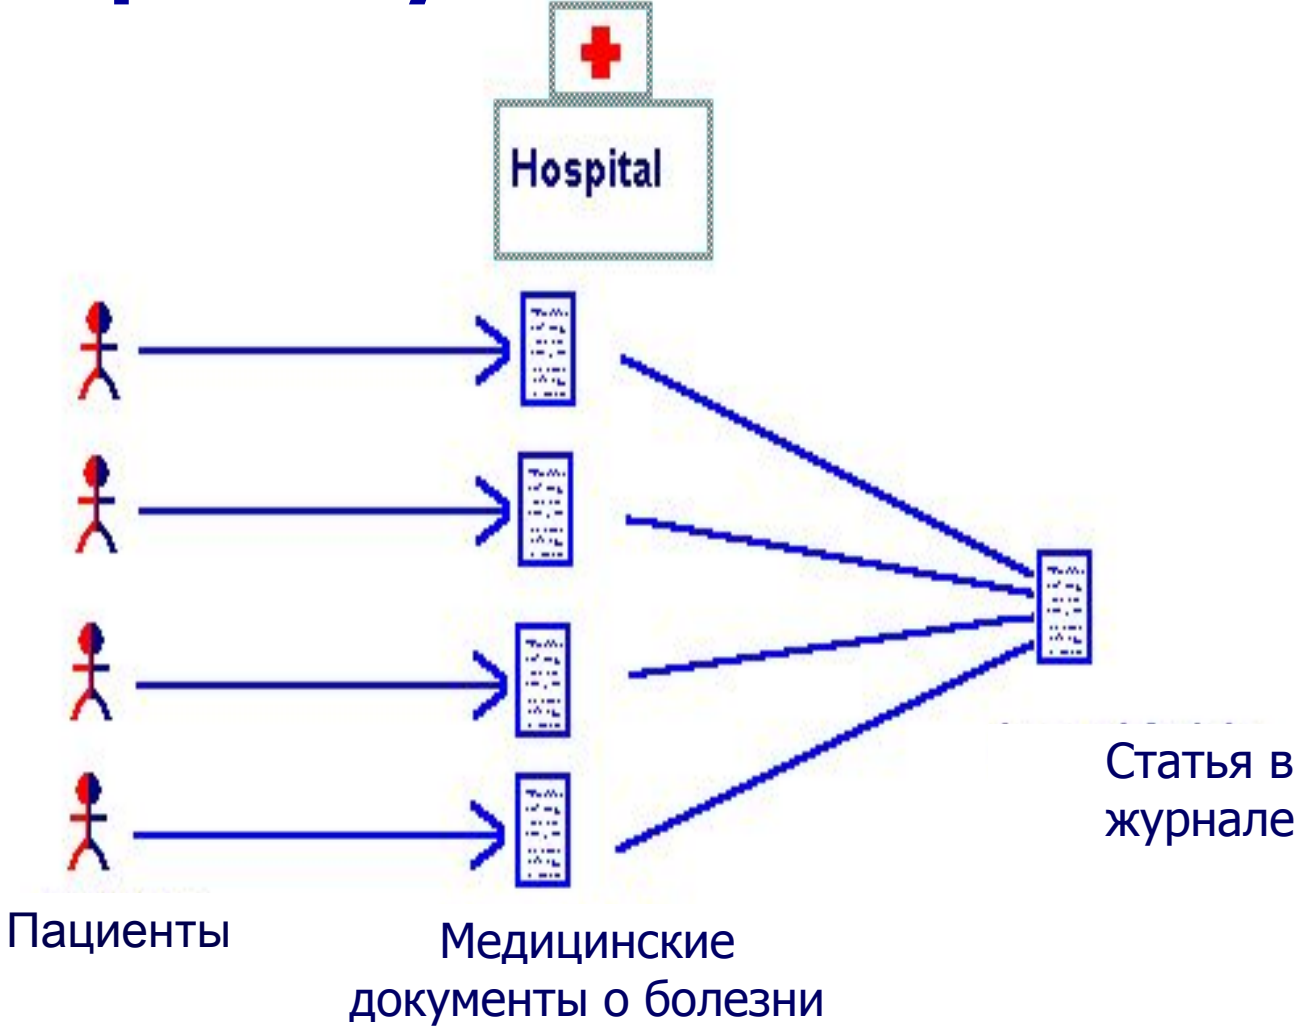 Hospital
Статья в
журнале
Пациенты
Медицинские
документы о болезни